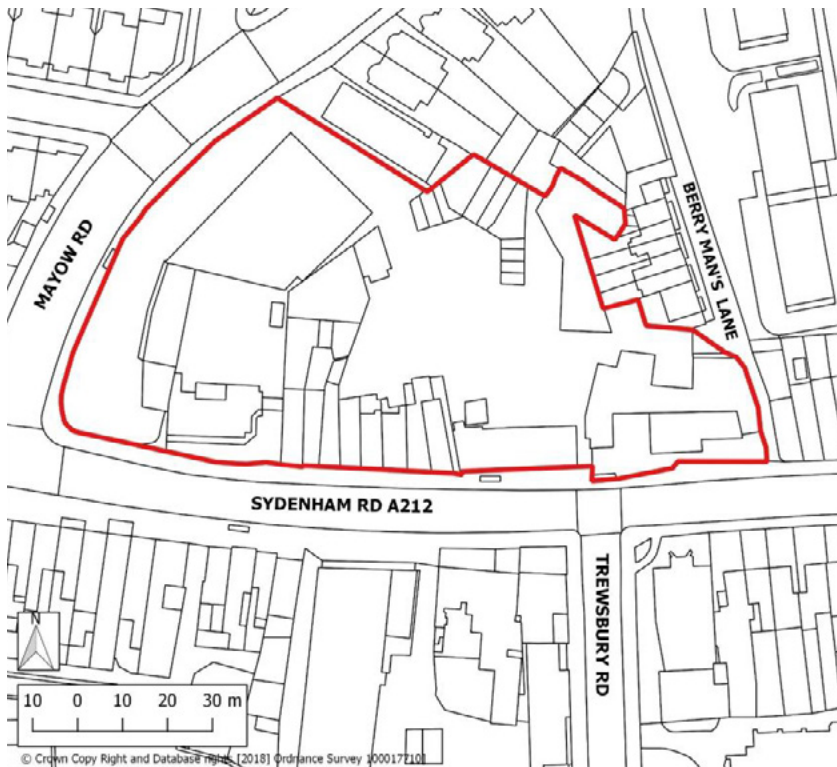 MAYOW RD
BERRY MAN'S LANE
SYDENHAM RD A212
TREWSBURY RD
N
10 0 10 20 30 m
© Crown Copy Right and Database rights [2018] Ordnance Survey